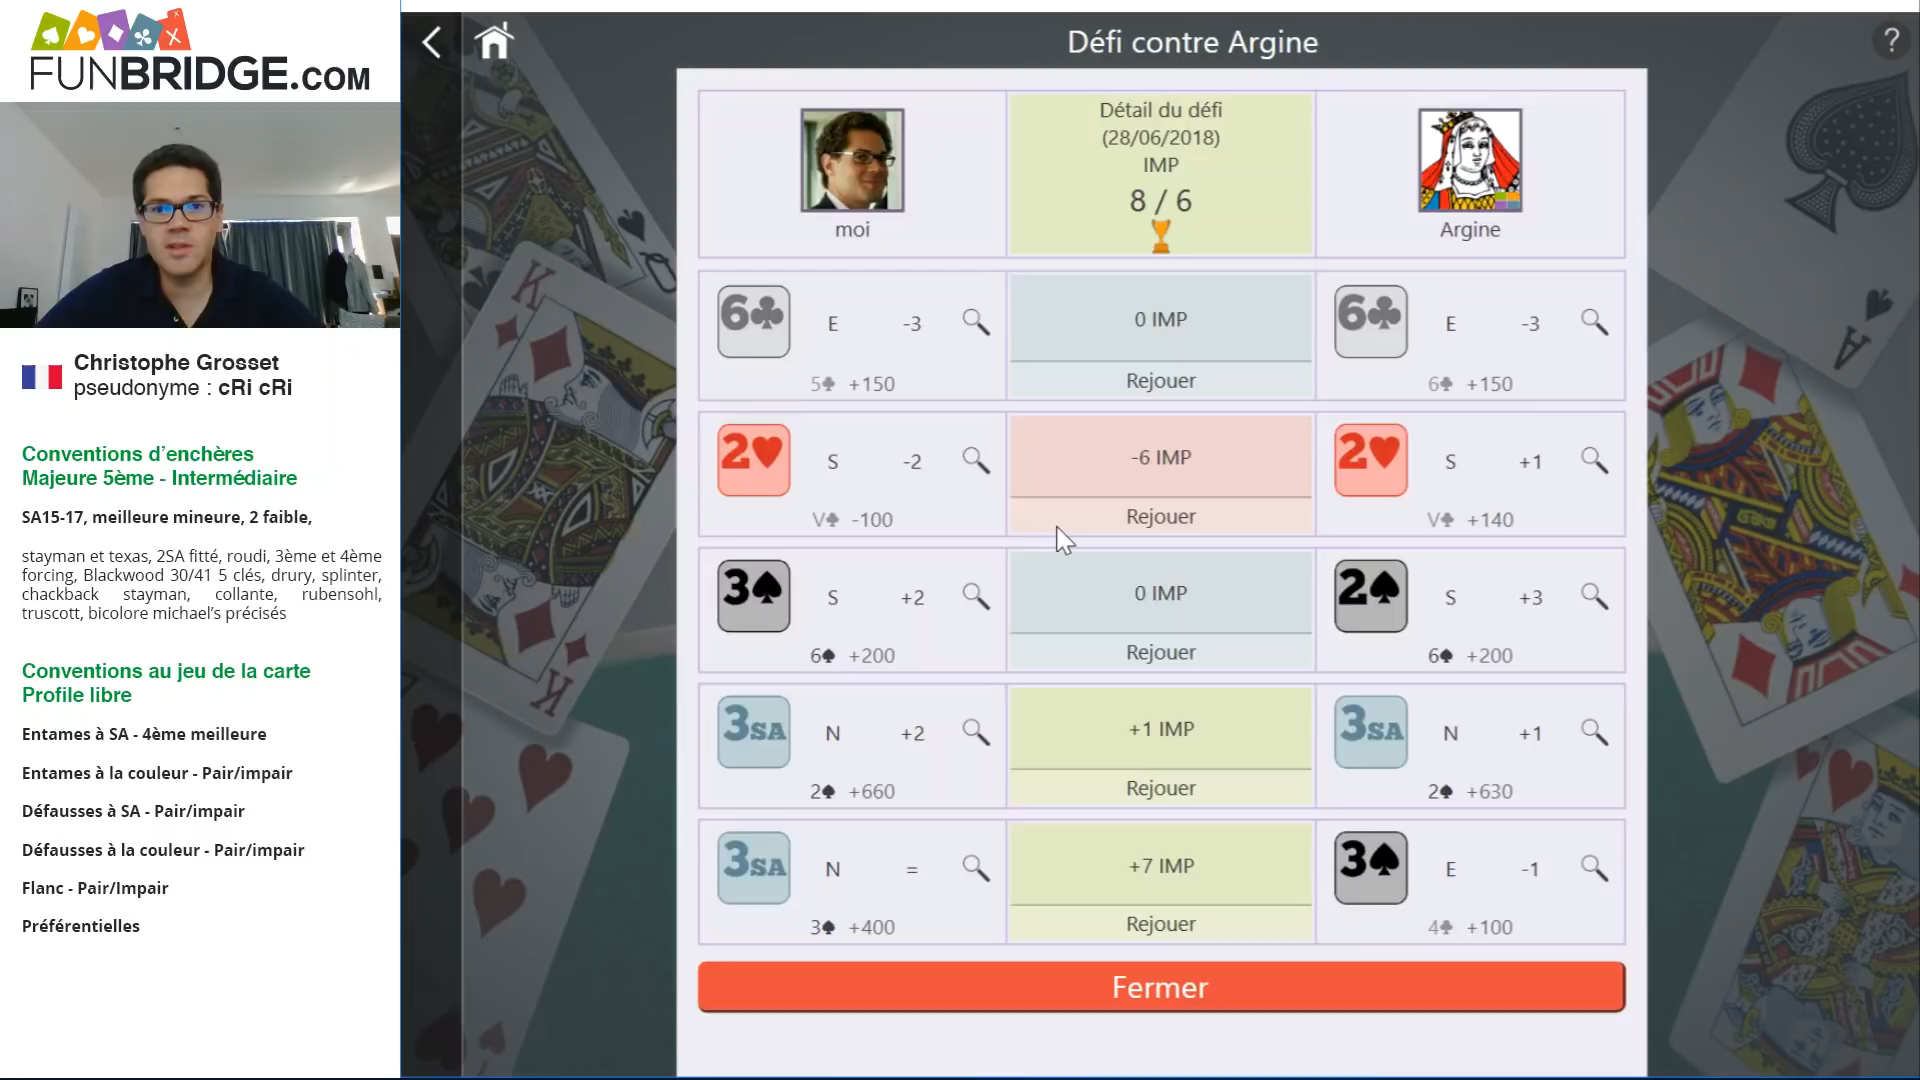 FUNBRIDGE.COM
Christophe Grosset
pseudonyme : cRi cRi
Conventions d'enchères
Majeure 5ème - Intermédiaire
SA15-17, meilleure mineure, 2 faible,
stayman et texas, 2SA fitté, roudi, 3ème et 4ème
forcing, Blackwood 30/41 5 clés, drury, splinter,
chackback stayman, collante, rubensohl,
truscott, bicolore michael's précisés
Conventions au jeu de la carte
Profile libre
Entames à SA - 4ème meilleure
Entames à la couleur - Pair/impair
Défausses à SA - Pair/impair
Défausses à la couleur - Pair/impair
Flanc - Pair/Impair
Préférentielles
Défi contre Argine
?
moi
Détail du défi
(28/06/2018)
IMP
8 / 6
Argine
6♣ E -3
5♣ +150
0 IMP
Rejouer
6♣ E -3
6♣ +150
2♥ S -2
V♣ -100
-6 IMP
Rejouer
2♥ S +1
V♣ +140
3♠ S +2
6♠ +200
0 IMP
Rejouer
2♠ S +3
6♠ +200
3SA N +2
2♠ +660
+1 IMP
Rejouer
3SA N +1
2♠ +630
3SA N =
3♠ +400
+7 IMP
Rejouer
3♠ E -1
4♣ +100
Fermer
K
K
A
A